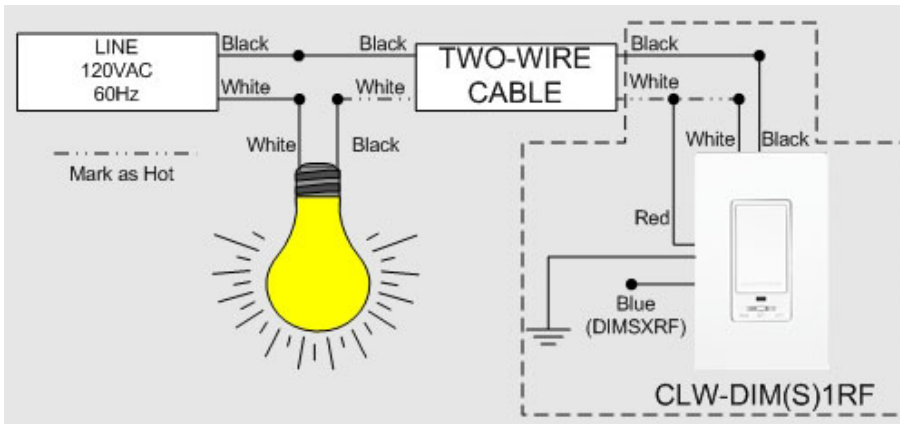 LINE
120VAC
60Hz
Black
Black
White
White
TWO-WIRE
CABLE
Black
White
White
Black
White
Black
Mark as Hot
Red
Blue
(DIMSXRF)
CLW-DIM(S)1RF